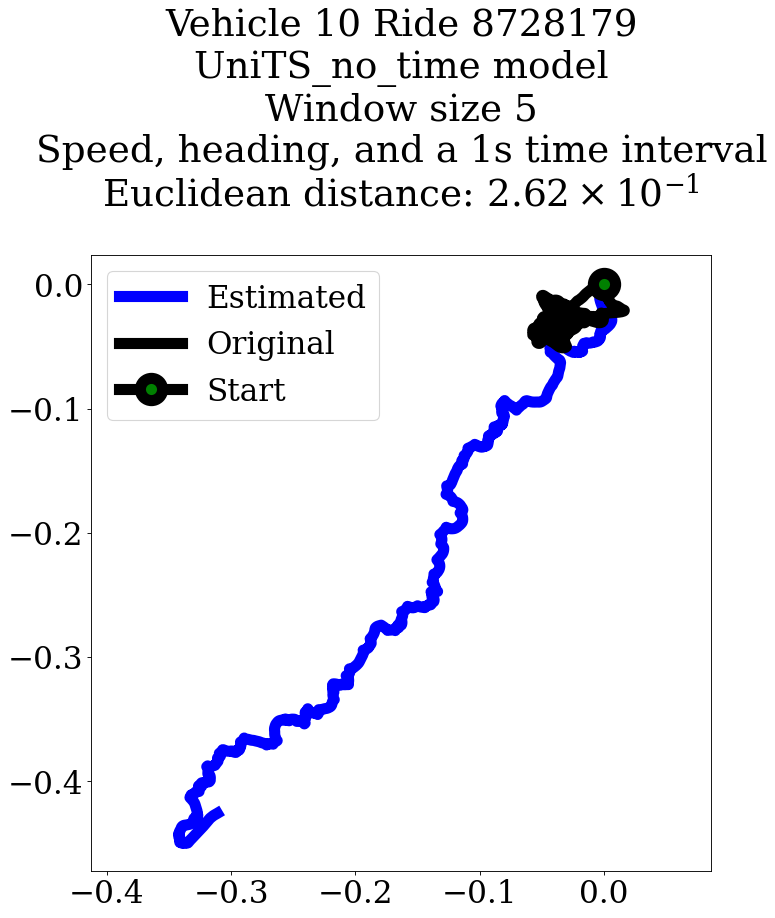 Vehicle 10 Ride 8728179
UniTS_no_time model
Window size 5
Speed, heading, and a 1s time interval
Euclidean distance: 2.62 × 10⁻¹
Estimated
Original
Start
0.0
−0.1
−0.2
−0.3
−0.4
−0.4 −0.3 −0.2 −0.1 0.0